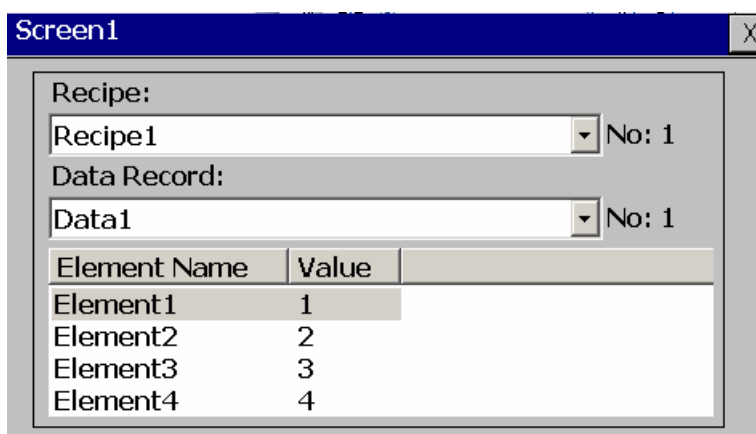 Screen1 X
Recipe:
Recipe1 No: 1
Data Record:
Data1 No: 1
Element Name Value
Element1 1
Element2 2
Element3 3
Element4 4